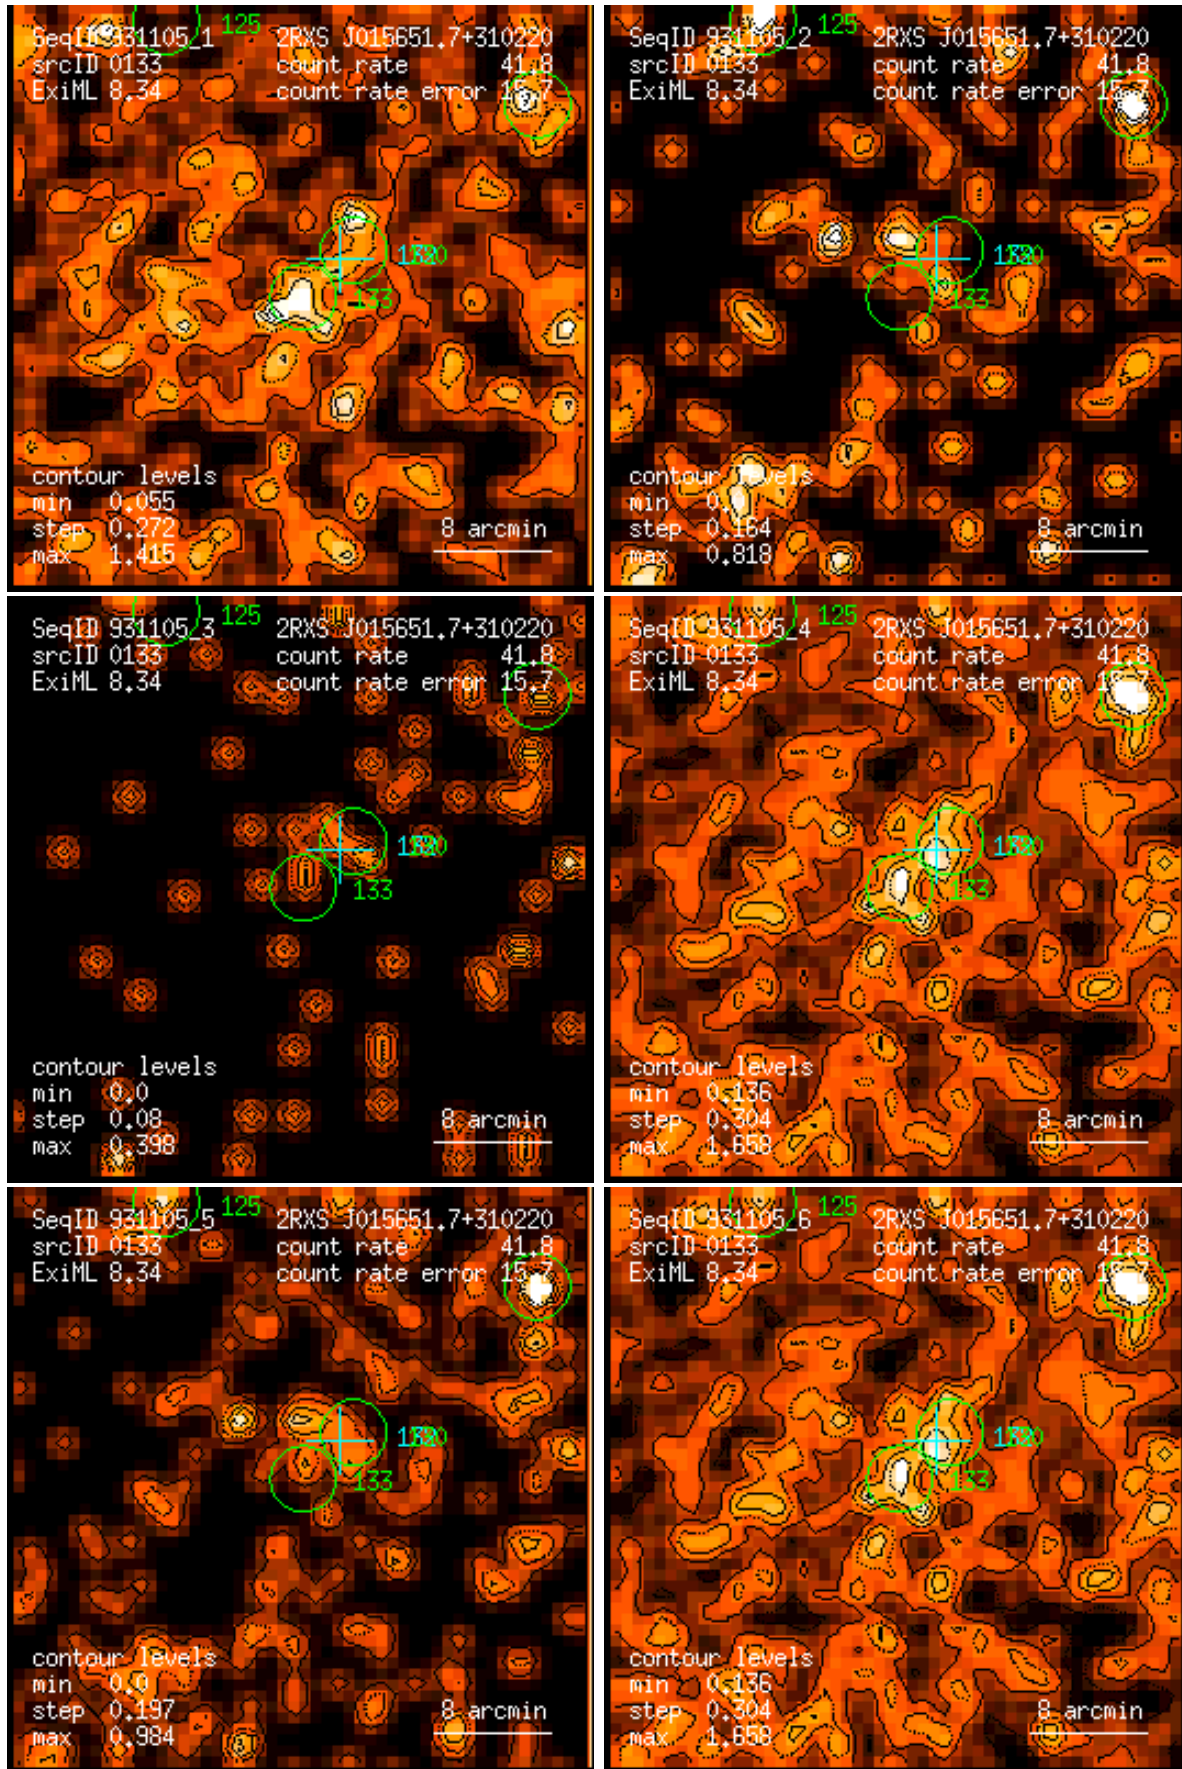 125
SeqID 931105_1 2RXS J015651.7+310220
srcID 0133 count rate 41.8
ExiML 8.34 count rate error 15.7
133
contour levels
min 0.055
step 0.272 8 arcmin
max 1.415
125
SeqID 931105_2 2RXS J015651.7+310220
srcID 0133 count rate 41.8
ExiML 8.34 count rate error 15.7
133
contour levels
min 0.0
step 0.164 8 arcmin
max 0.818
125
SeqID 931105_3 2RXS J015651.7+310220
srcID 0133 count rate 41.8
ExiML 8.34 count rate error 15.7
133
contour levels
min 0.0
step 0.08 8 arcmin
max 0.398
125
SeqID 931105_4 2RXS J015651.7+310220
srcID 0133 count rate 41.8
ExiML 8.34 count rate error 15.7
133
contour levels
min 0.136
step 0.304 8 arcmin
max 1.658
125
SeqID 931105_5 2RXS J015651.7+310220
srcID 0133 count rate 41.8
ExiML 8.34 count rate error 15.7
133
contour levels
min 0.0
step 0.197 8 arcmin
max 0.984
125
SeqID 931105_6 2RXS J015651.7+310220
srcID 0133 count rate 41.8
ExiML 8.34 count rate error 15.7
133
contour levels
min 0.136
step 0.304 8 arcmin
max 1.658